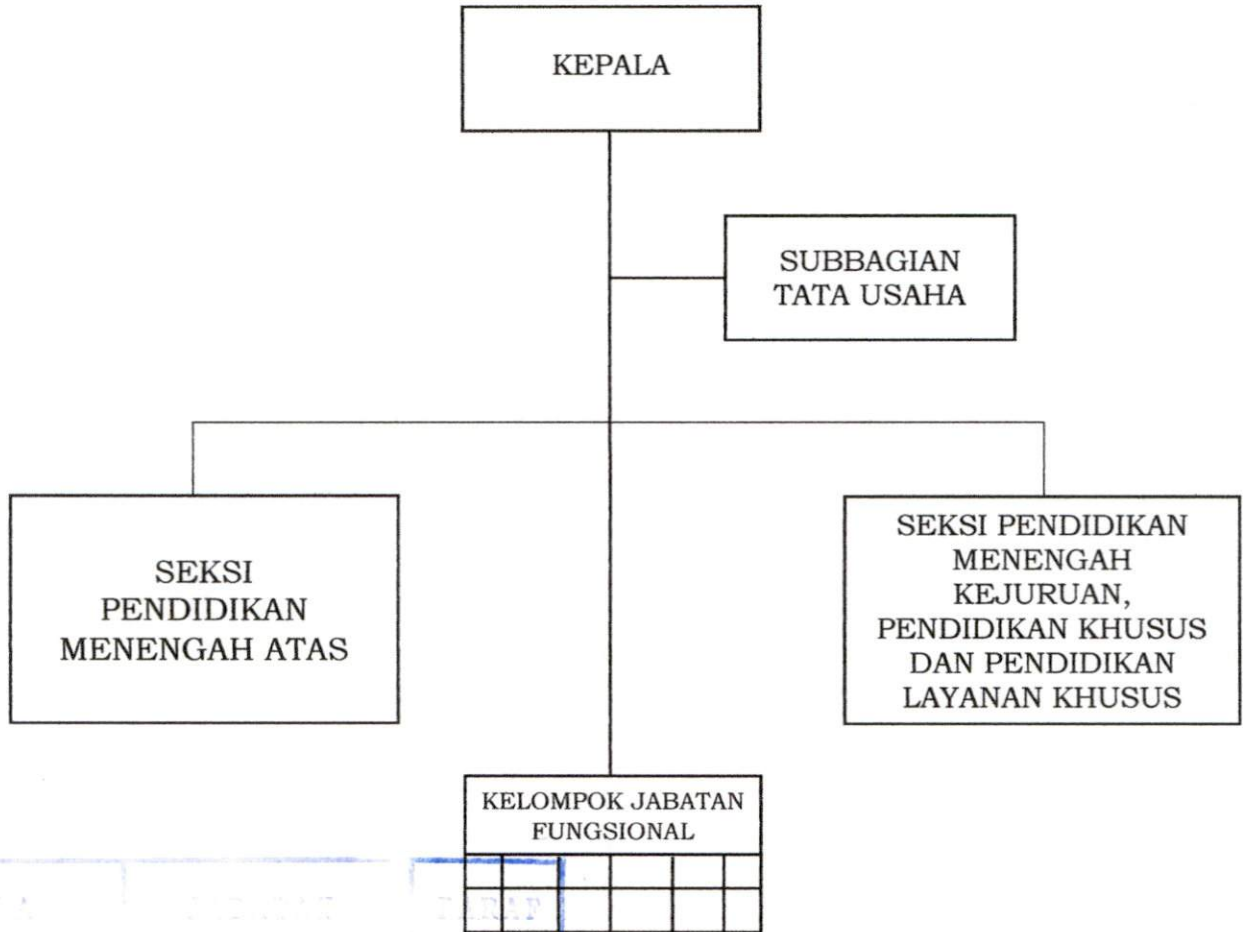 KEPALA
SUBBAGIAN
TATA USAHA
SEKSI
PENDIDIKAN
MENENGAH ATAS
SEKSI PENDIDIKAN
MENENGAH
KEJURUAN,
PENDIDIKAN KHUSUS
DAN PENDIDIKAN
LAYANAN KHUSUS
KELOMPOK JABATAN
FUNGSIONAL
PARAF